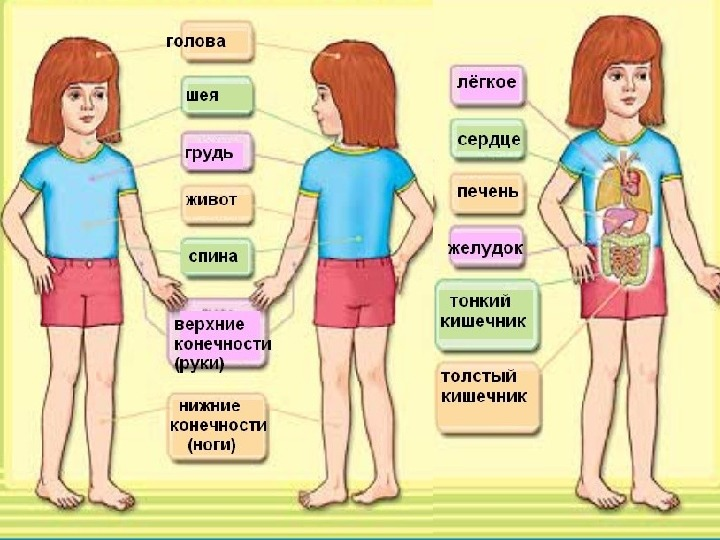 голова
шея
грудь
живот
спина
верхние
конечности
(руки)
нижние
конечности
(ноги)
лёгкое
сердце
печень
желудок
тонкий
кишечник
толстый
кишечник